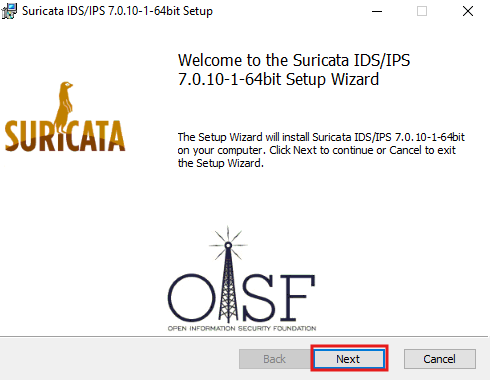 Suricata IDS/IPS 7.0.10-1-64bit Setup
Welcome to the Suricata IDS/IPS
7.0.10-1-64bit Setup Wizard
SURICATA
The Setup Wizard will install Suricata IDS/IPS 7.0.10-1-64bit
on your computer. Click Next to continue or Cancel to exit
the Setup Wizard.
OISF
OPEN INFORMATION SECURITY FOUNDATION
Back Next Cancel